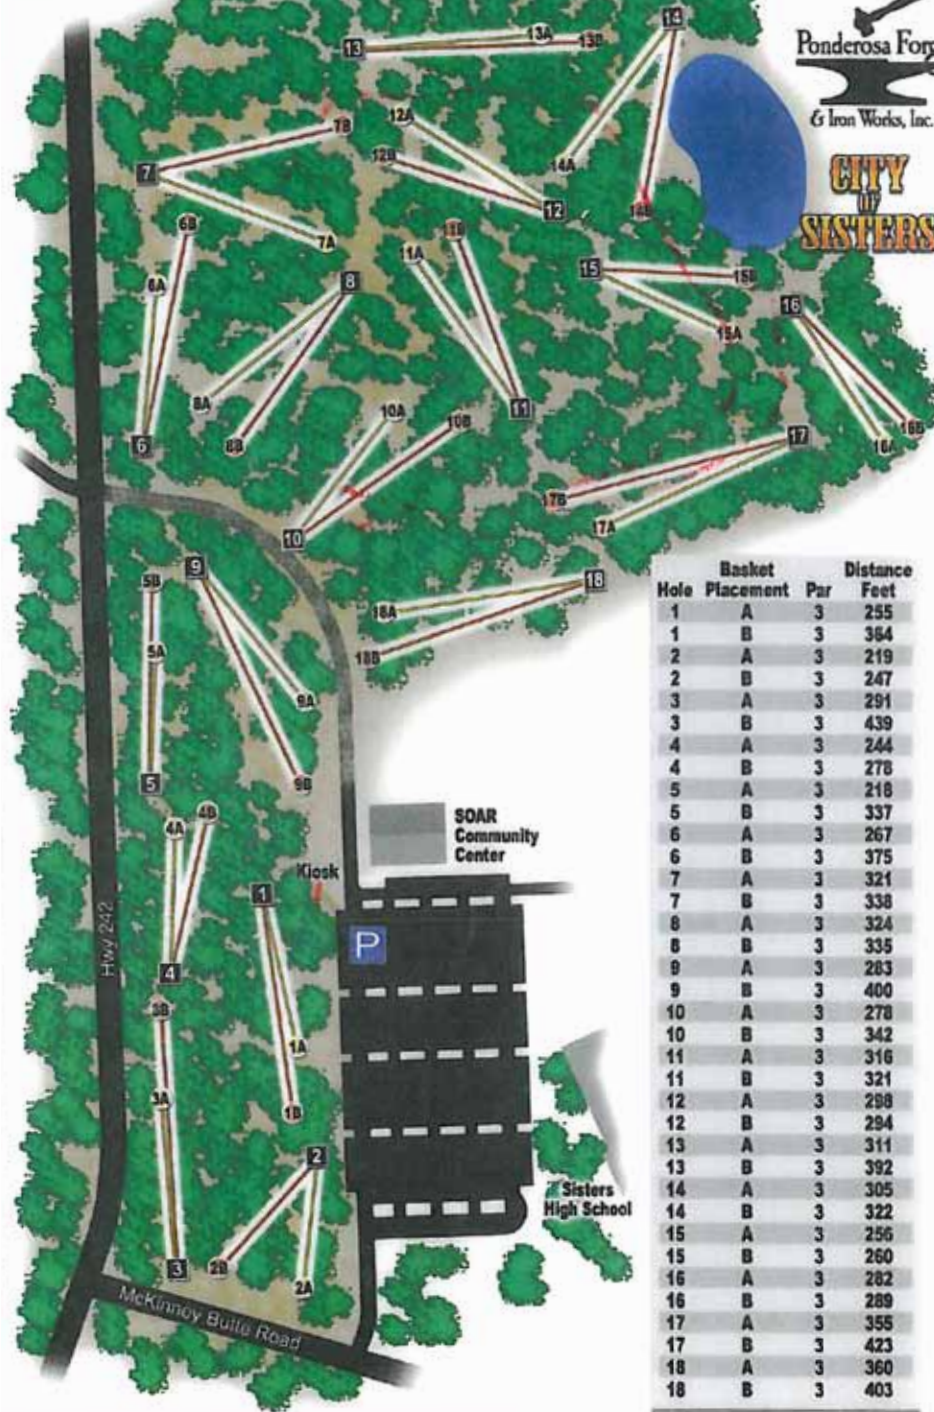 14
13A
13
13B
Ponderosa Forg
& Iron Works, Inc.
12A
7B
12B
14A
7
CITY
OF
SISTERS
12
14B
6B
11B
7A
11A
15
15B
8
6A
16
15A
8A
10A
11
10B
16B
17
6
8B
16A
17B
17A
10
9
5B
18
18A
5A
18B
9A
5
9B
4B
4A
SOAR
Community
Center
Kiosk
1
Hwy 242
P
4
3B
1A
3A
1B
2
Sisters
High School
3
2B
2A
McKinney Butte Road
Hole Basket Placement Par Distance Feet
1 A 3 255
1 B 3 364
2 A 3 219
2 B 3 247
3 A 3 291
3 B 3 439
4 A 3 244
4 B 3 278
5 A 3 218
5 B 3 337
6 A 3 267
6 B 3 375
7 A 3 321
7 B 3 338
8 A 3 324
8 B 3 335
9 A 3 283
9 B 3 400
10 A 3 278
10 B 3 342
11 A 3 316
11 B 3 321
12 A 3 298
12 B 3 294
13 A 3 311
13 B 3 392
14 A 3 305
14 B 3 322
15 A 3 256
15 B 3 260
16 A 3 282
16 B 3 289
17 A 3 355
17 B 3 423
18 A 3 360
18 B 3 403